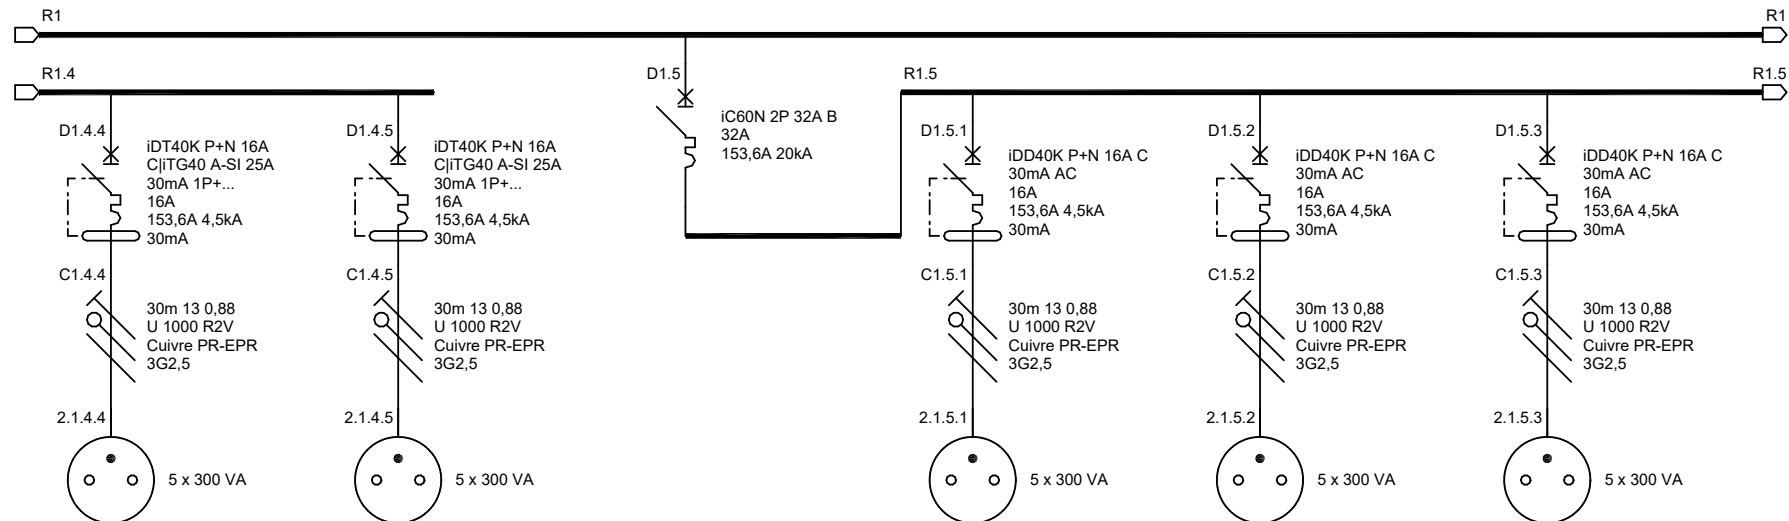 R1
R1
R1.4
D1.5
R1.5
R1.5
iC60N 2P 32A B
32A
153,6A 20kA
D1.4.4
iDT40K P+N 16A
C|iTG40 A-SI 25A
30mA 1P+...
16A
153,6A 4,5kA
30mA
D1.4.5
iDT40K P+N 16A
C|iTG40 A-SI 25A
30mA 1P+...
16A
153,6A 4,5kA
30mA
D1.5.1
iDD40K P+N 16A C
30mA AC
16A
153,6A 4,5kA
30mA
D1.5.2
iDD40K P+N 16A C
30mA AC
16A
153,6A 4,5kA
30mA
D1.5.3
iDD40K P+N 16A C
30mA AC
16A
153,6A 4,5kA
30mA
C1.4.4
30m 13 0,88
U 1000 R2V
Cuivre PR-EPR
3G2,5
C1.4.5
30m 13 0,88
U 1000 R2V
Cuivre PR-EPR
3G2,5
C1.5.1
30m 13 0,88
U 1000 R2V
Cuivre PR-EPR
3G2,5
C1.5.2
30m 13 0,88
U 1000 R2V
Cuivre PR-EPR
3G2,5
C1.5.3
30m 13 0,88
U 1000 R2V
Cuivre PR-EPR
3G2,5
2.1.4.4
5 x 300 VA
2.1.4.5
5 x 300 VA
2.1.5.1
5 x 300 VA
2.1.5.2
5 x 300 VA
2.1.5.3
5 x 300 VA